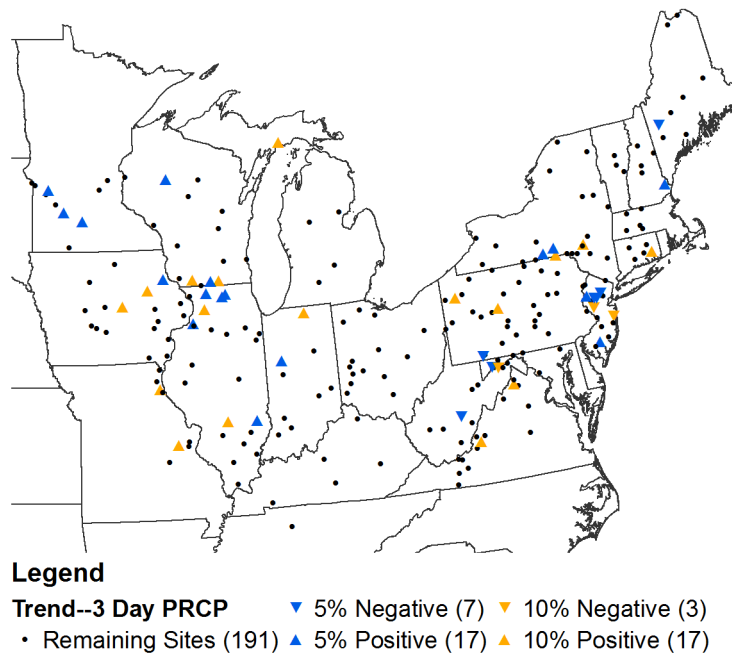 Legend
Trend--3 Day PRCP
5% Negative (7)
10% Negative (3)
Remaining Sites (191)
5% Positive (17)
10% Positive (17)